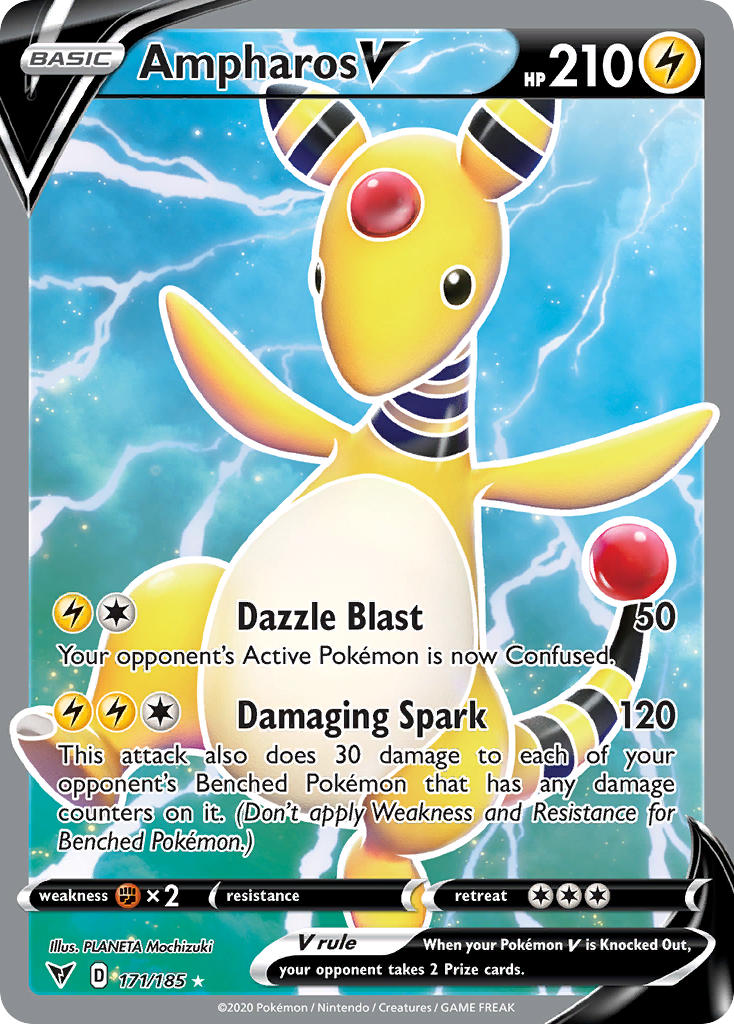 BASIC
Ampharos V
HP 210
Dazzle Blast 50
Your opponent's Active Pokémon is now Confused.
Damaging Spark 120
This attack also does 30 damage to each of your
opponent's Benched Pokémon that has any damage
counters on it. (Don't apply Weakness and Resistance for
Benched Pokémon.)
weakness ×2 resistance retreat
Illus. PLANETA Mochizuki
V rule When your Pokémon V is Knocked Out,
your opponent takes 2 Prize cards.
D 171/185 ★
©2020 Pokémon / Nintendo / Creatures / GAME FREAK